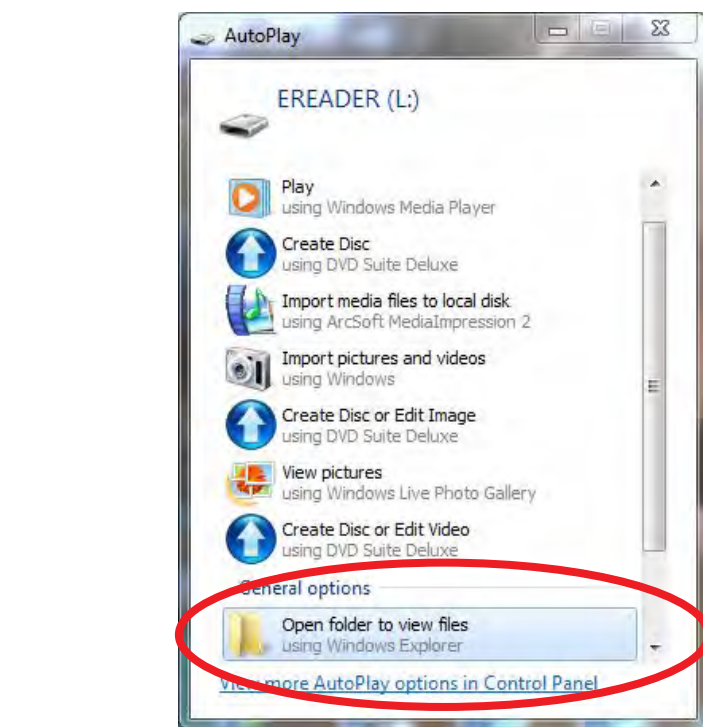 AutoPlay
EREADER (L:)
Play
using Windows Media Player
Create Disc
using DVD Suite Deluxe
Import media files to local disk
using ArcSoft MediaImpression 2
Import pictures and videos
using Windows
Create Disc or Edit Image
using DVD Suite Deluxe
View pictures
using Windows Live Photo Gallery
Create Disc or Edit Video
using DVD Suite Deluxe
General options
Open folder to view files
using Windows Explorer
View more AutoPlay options in Control Panel